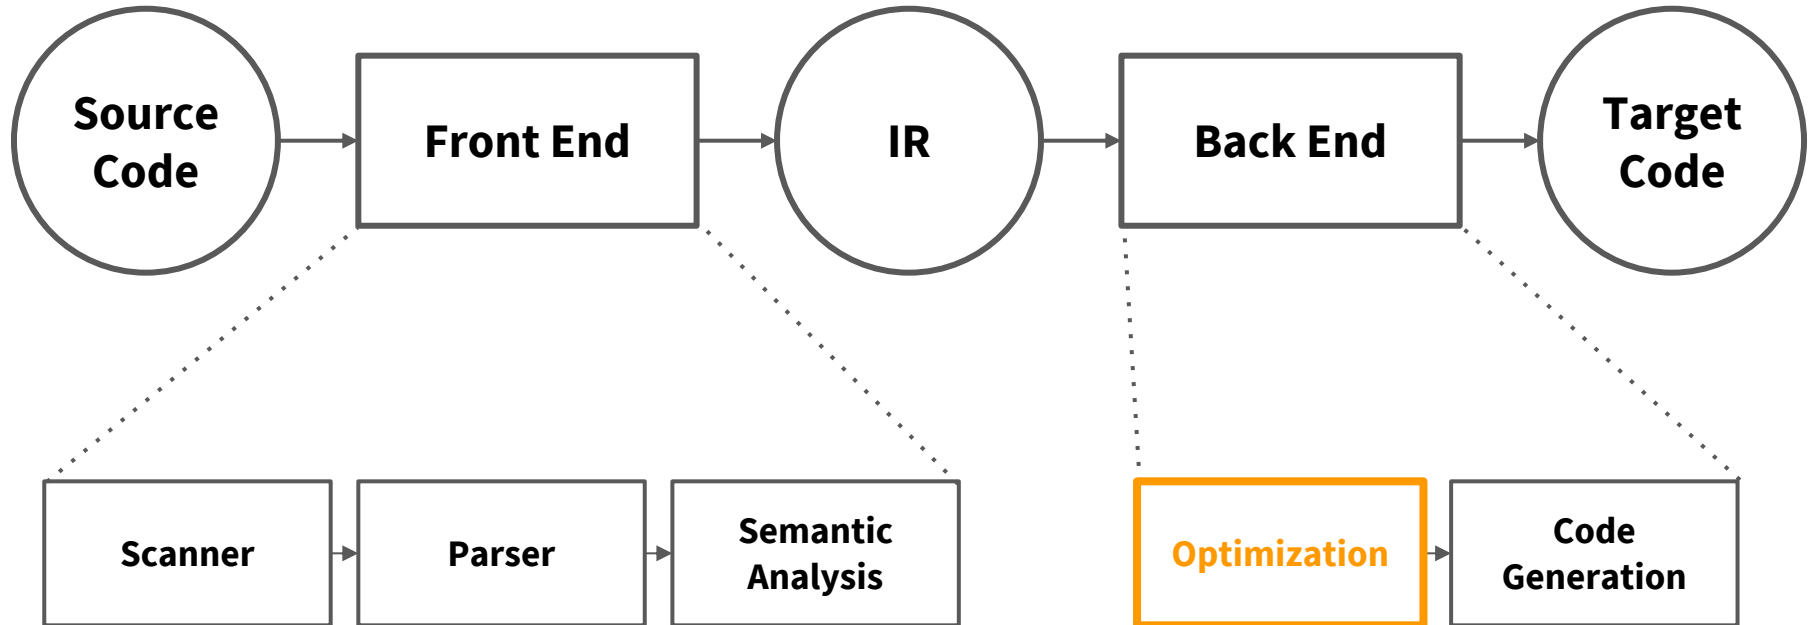 Source
Code
Front End
IR
Back End
Target
Code
Scanner
Parser
Semantic
Analysis
Optimization
Code
Generation